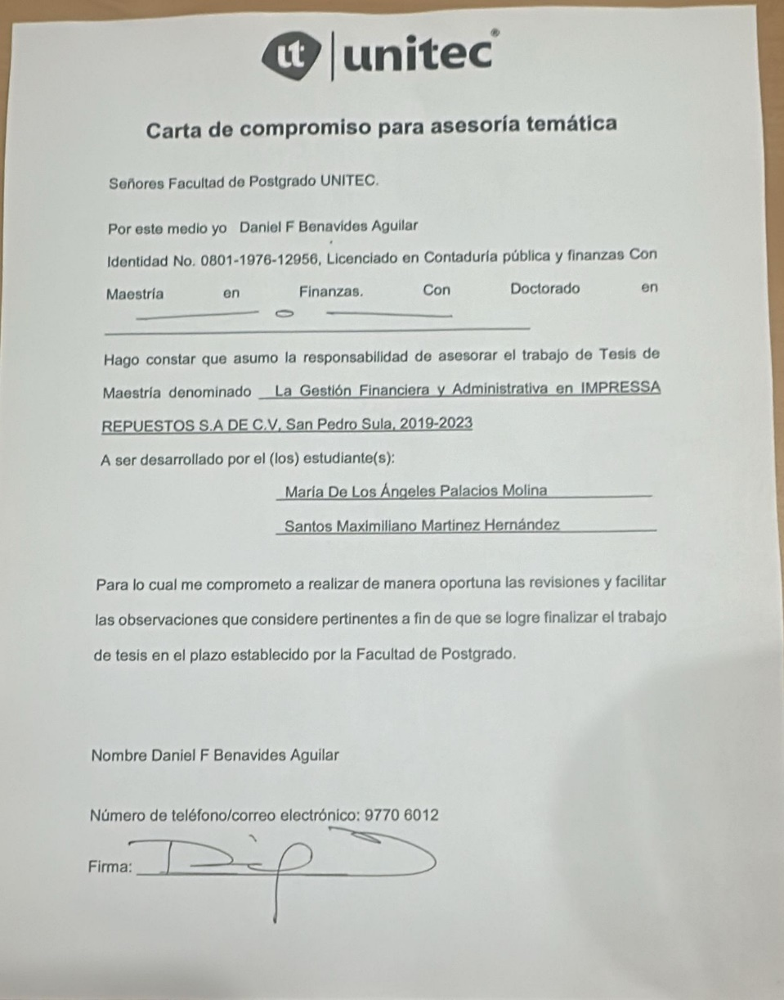 unitec®
Carta de compromiso para asesoría temática
Señores Facultad de Postgrado UNITEC.
Por este medio yo Daniel F Benavides Aguilar
Identidad No. 0801-1976-12956, Licenciado en Contaduría pública y finanzas Con
Maestría en Finanzas. Con Doctorado en
Hago constar que asumo la responsabilidad de asesorar el trabajo de Tesis de
Maestría denominado La Gestión Financiera y Administrativa en IMPRESSA
REPUESTOS S.A DE C.V, San Pedro Sula, 2019-2023
A ser desarrollado por el (los) estudiante(s):
María De Los Ángeles Palacios Molina
Santos Maximiliano Martinez Hernández
Para lo cual me comprometo a realizar de manera oportuna las revisiones y facilitar
las observaciones que considere pertinentes a fin de que se logre finalizar el trabajo
de tesis en el plazo establecido por la Facultad de Postgrado.
Nombre Daniel F Benavides Aguilar
Número de teléfono/correo electrónico: 9770 6012
Firma: